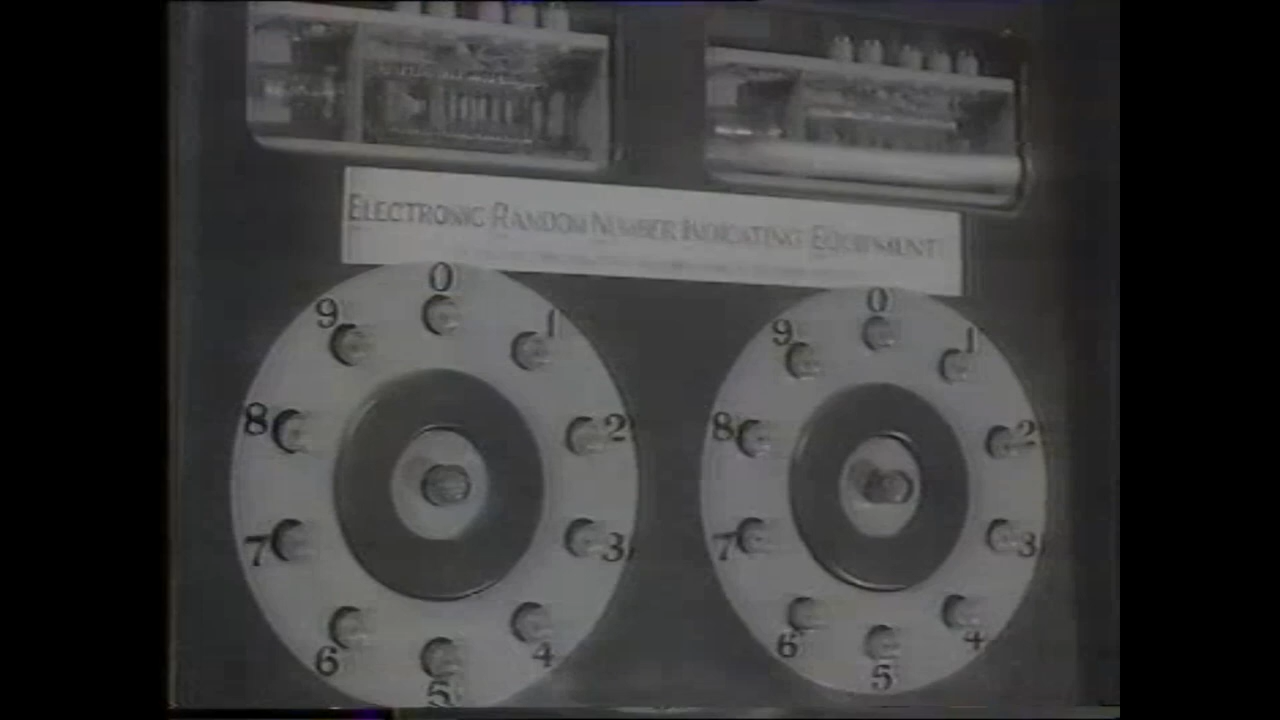 ELECTRONIC RANDOM NUMBER INDICATING EQUIPMENT
0 0
9 1 9 1
8 2 8 2
7 3 7 3
6 4 6 4
5 5